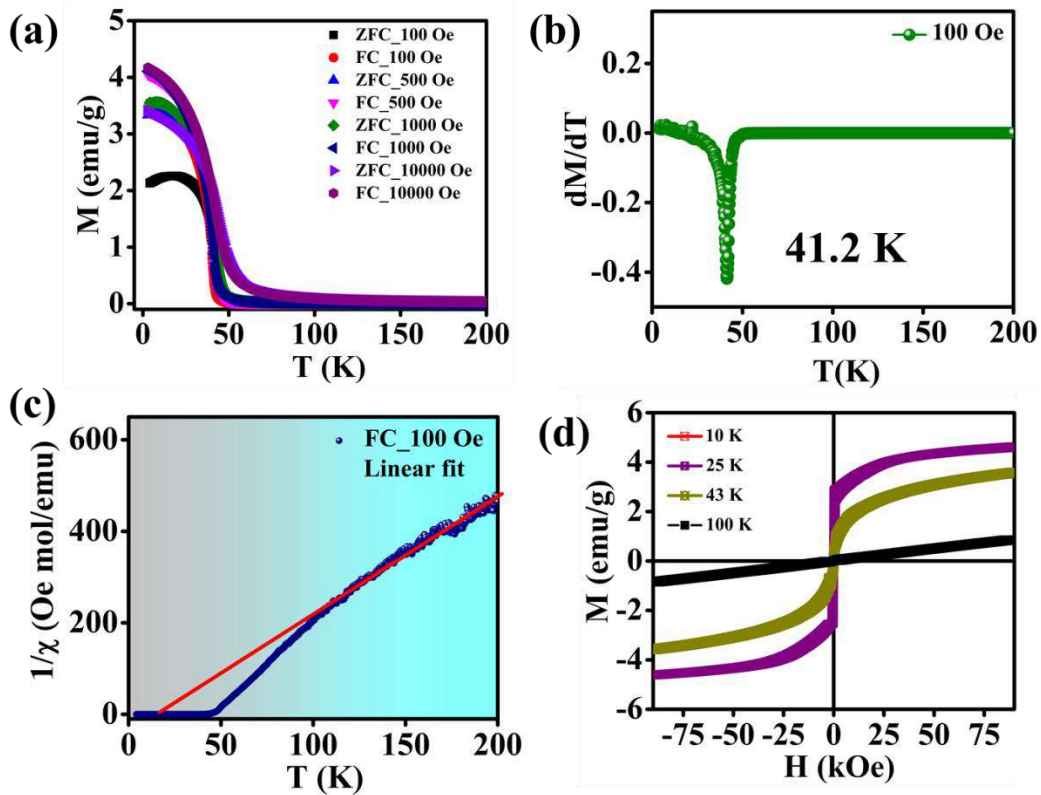 (a)
M (emu/g)
5
4
3
2
1
0
0 50 100 150 200
T (K)
ZFC_100 Oe
FC_100 Oe
ZFC_500 Oe
FC_500 Oe
ZFC_1000 Oe
FC_1000 Oe
ZFC_10000 Oe
FC_10000 Oe
(b)
dM/dT
0.2
0.0
-0.2
-0.4
0 50 100 150 200
T(K)
100 Oe
41.2 K
(c)
1/χ (Oe mol/emu)
600
400
200
0
0 50 100 150 200
T (K)
FC_100 Oe
Linear fit
(d)
M (emu/g)
6
4
2
0
-2
-4
-6
-75 -50 -25 0 25 50 75
H (kOe)
10 K
25 K
43 K
100 K